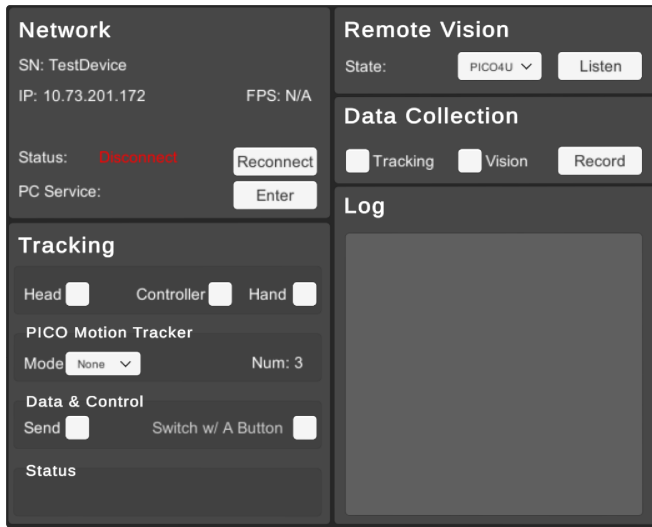 Network
SN: TestDevice
IP: 10.73.201.172 FPS: N/A
Status: Disconnect Reconnect
PC Service: Enter
Tracking
Head Controller Hand
PICO Motion Tracker
Mode None Num: 3
Data & Control
Send Switch w/ A Button
Status
Remote Vision
State: PICO4U Listen
Data Collection
Tracking Vision Record
Log